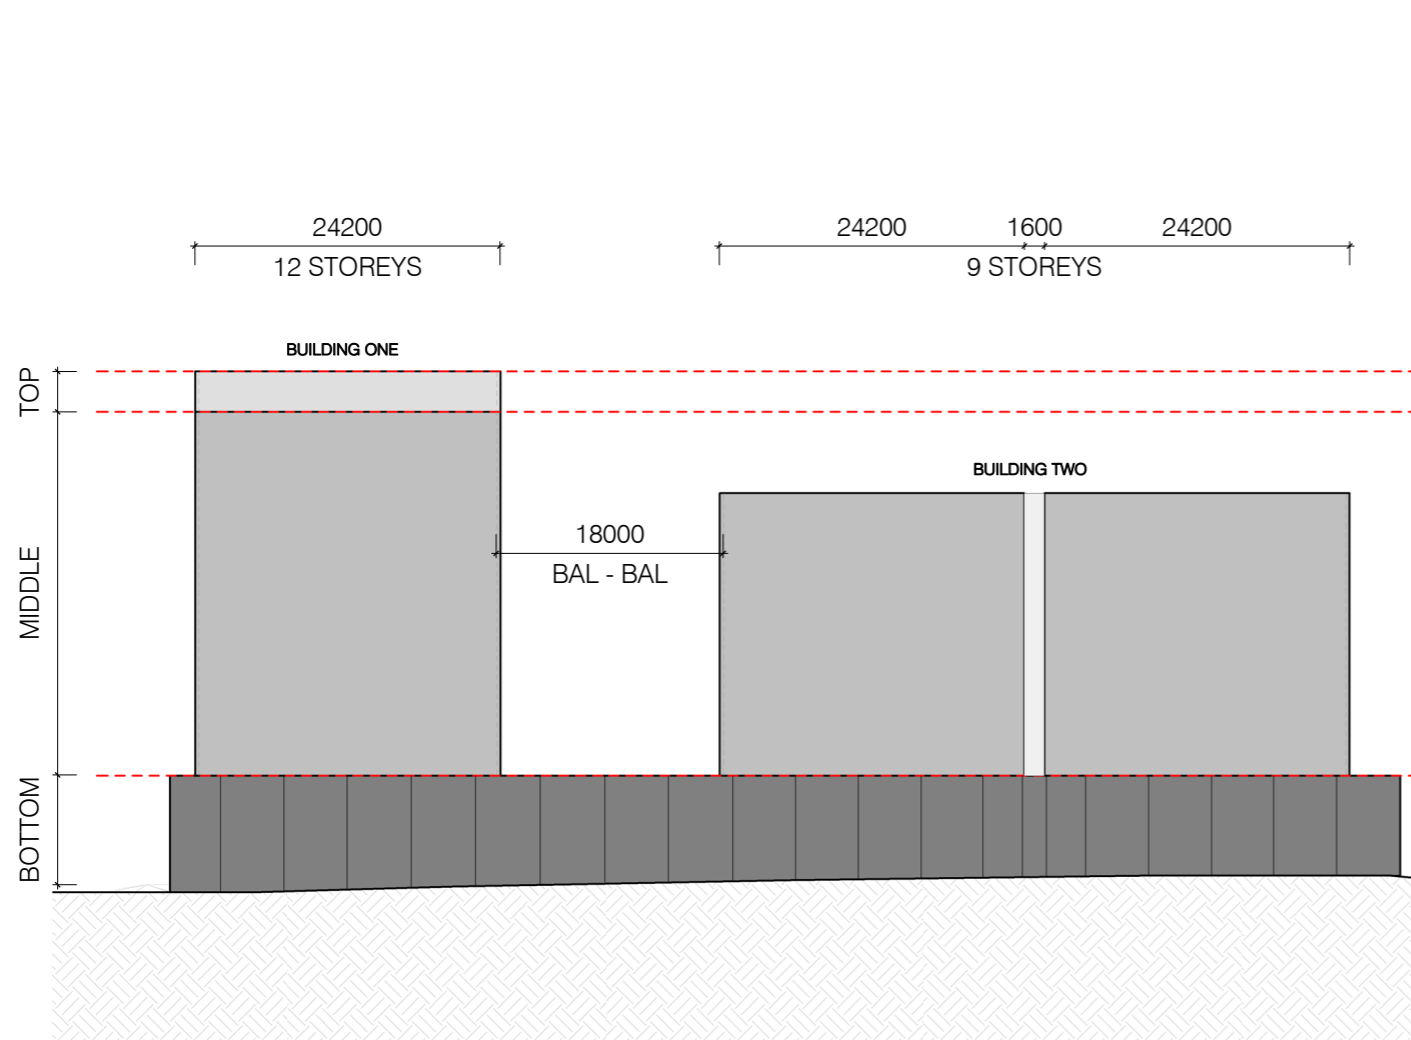 24200
12 STOREYS
24200
1600
24200
9 STOREYS
BUILDING ONE
TOP
BUILDING TWO
18000
BAL - BAL
MIDDLE
BOTTOM